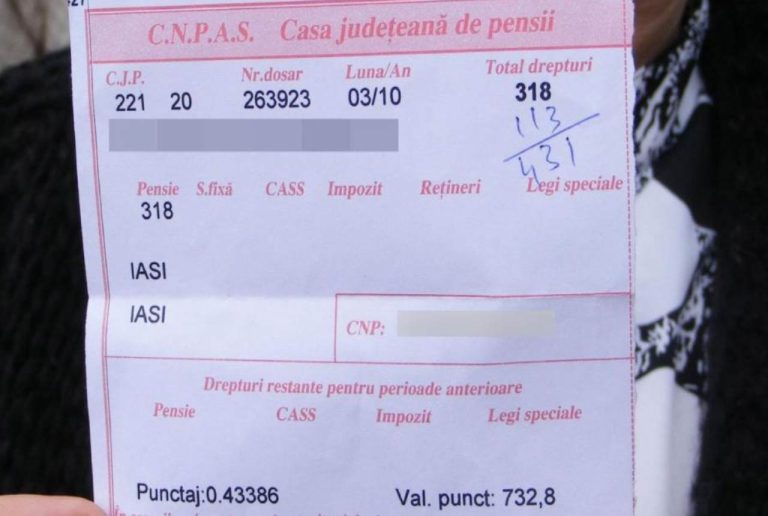 C.N.P.A.S. Casa județeană de pensii
C.J.P. Nr.dosar Luna/An Total drepturi
221 20 263923 03/10 318
113
431
Pensie S.fixă CASS Impozit Rețineri Legi speciale
318
IASI
IASI
CNP:
Drepturi restante pentru perioade anterioare
Pensie CASS Impozit Legi speciale
Punctaj:0.43386 Val. punct: 732,8